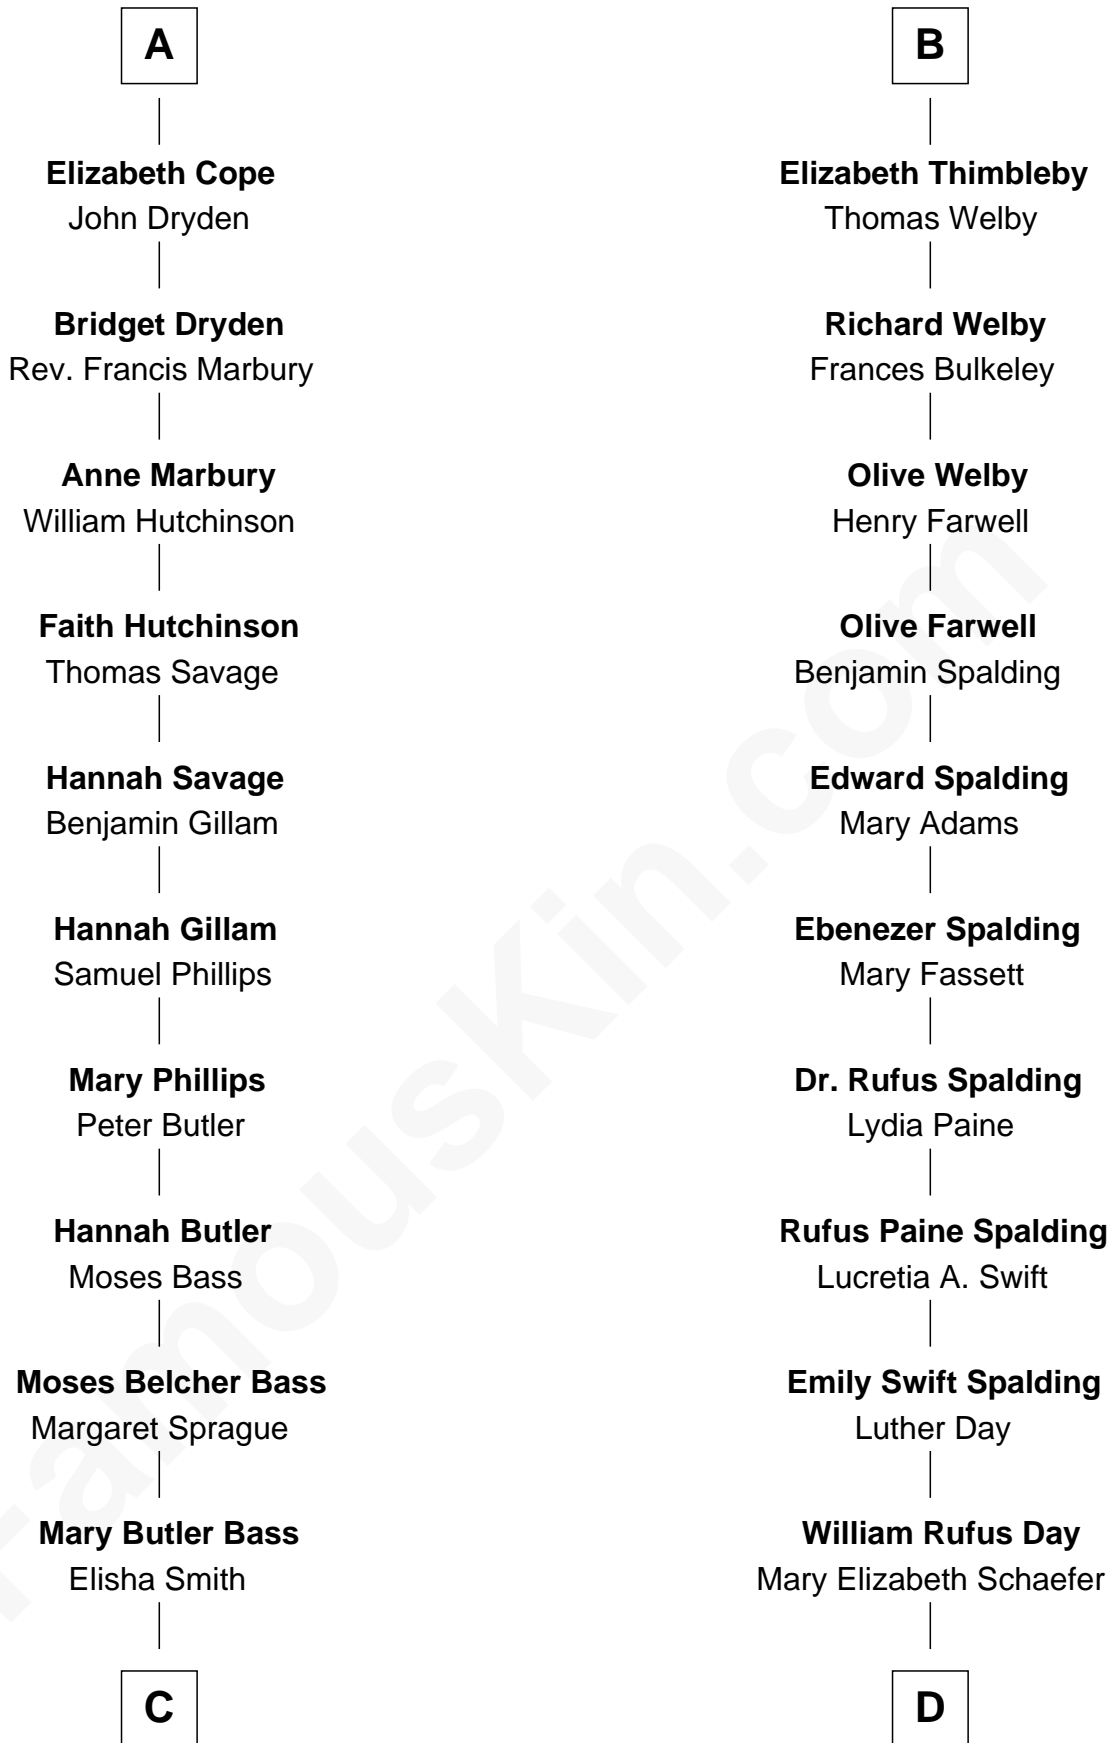 A
Elizabeth Cope
John Dryden
Bridget Dryden
Rev. Francis Marbury
Anne Marbury
William Hutchinson
Faith Hutchinson
Thomas Savage
Hannah Savage
Benjamin Gillam
Hannah Gillam
Samuel Phillips
Mary Phillips
Peter Butler
Hannah Butler
Moses Bass
Moses Belcher Bass
Margaret Sprague
Mary Butler Bass
Elisha Smith
C
B
Elizabeth Thimbleby
Thomas Welby
Richard Welby
Frances Bulkeley
Olive Welby
Henry Farwell
Olive Farwell
Benjamin Spalding
Edward Spalding
Mary Adams
Ebenezer Spalding
Mary Fassett
Dr. Rufus Spalding
Lydia Paine
Rufus Paine Spalding
Lucretia A. Swift
Emily Swift Spalding
Luther Day
William Rufus Day
Mary Elizabeth Schaefer
D
FamousKin.com